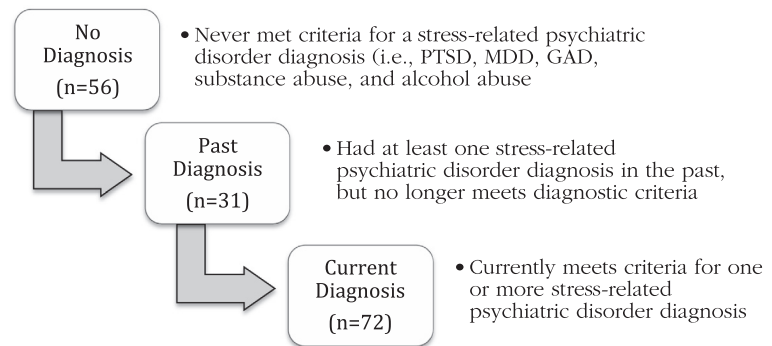 No
Diagnosis
(n=56)
• Never met criteria for a stress-related psychiatric
disorder diagnosis (i.e., PTSD, MDD, GAD,
substance abuse, and alcohol abuse
Past
Diagnosis
(n=31)
• Had at least one stress-related
psychiatric disorder diagnosis in the past,
but no longer meets diagnostic criteria
Current
Diagnosis
(n=72)
• Currently meets criteria for one
or more stress-related
psychiatric disorder diagnosis